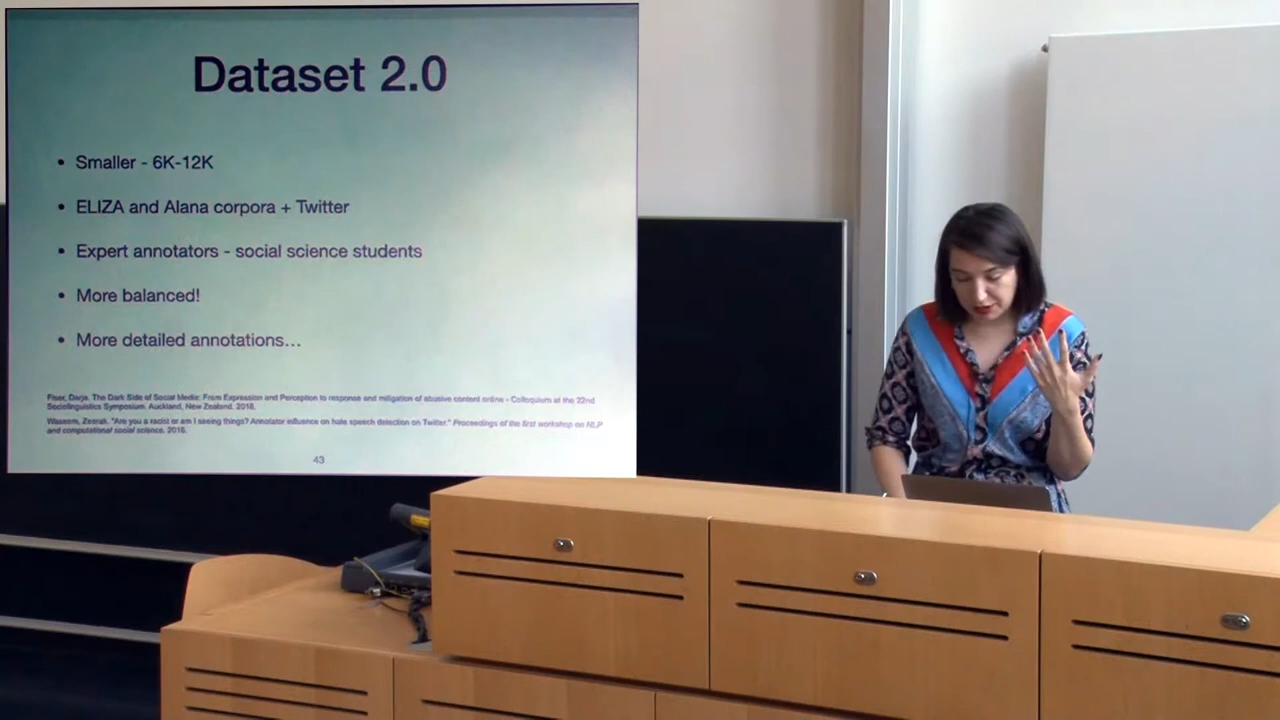 Dataset 2.0
• Smaller - 6K-12K
• ELIZA and Alana corpora + Twitter
• Expert annotators - social science students
• More balanced!
• More detailed annotations…
Fiser, Darja. The Dark Side of Social Media: From Expression and Perception to response and mitigation of abusive content online - Colloquium at the 22nd
Sociolinguistics Symposium. Auckland, New Zealand. 2018.
Waseem, Zeerak. "Are you a racist or am I seeing things? Annotator influence on hate speech detection on Twitter." Proceedings of the first workshop on NLP
and computational social science. 2016.
43